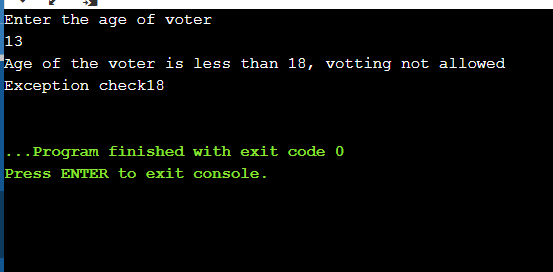 Enter the age of voter
13
Age of the voter is less than 18, votting not allowed
Exception check18
...Program finished with exit code 0
Press ENTER to exit console.